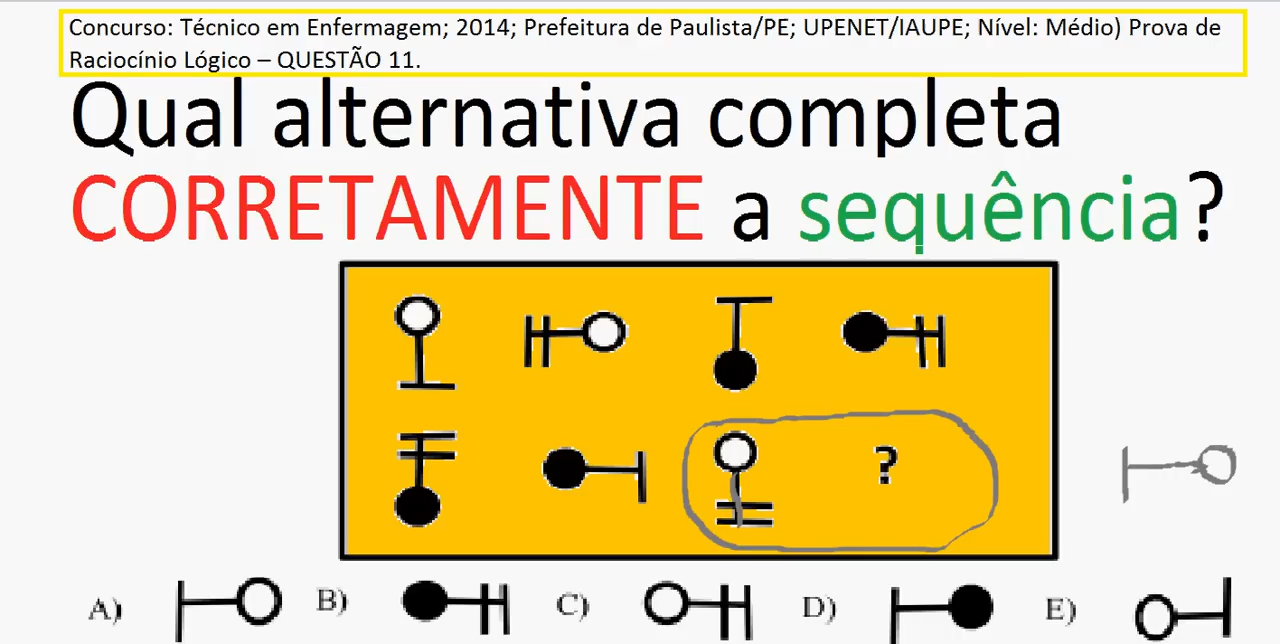 Concurso: Técnico em Enfermagem; 2014; Prefeitura de Paulista/PE; UPENET/IAUPE; Nível: Médio) Prova de
Raciocínio Lógico – QUESTÃO 11.
Qual alternativa completa
CORRETAMENTE a sequência?
?
A) B) C) D) E)